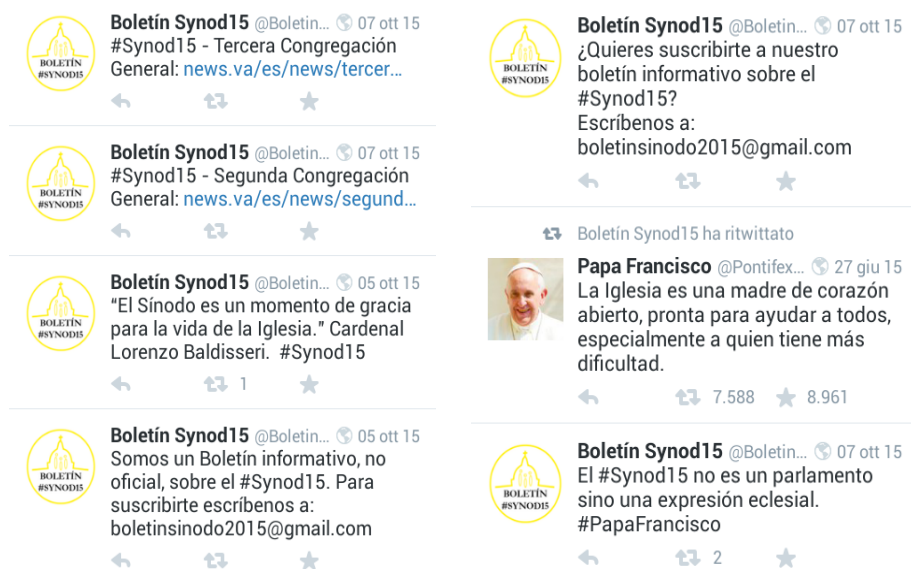 Boletín Synod15 @Boletin... 07 ott 15
#Synod15 - Tercera Congregación
General: news.va/es/news/tercer...
BOLETÍN
#SYNOD15
Boletín Synod15 @Boletin... 07 ott 15
#Synod15 - Segunda Congregación
General: news.va/es/news/segund...
BOLETÍN
#SYNOD15
Boletín Synod15 @Boletin... 05 ott 15
“El Sínodo es un momento de gracia
para la vida de la Iglesia.” Cardenal
Lorenzo Baldisseri. #Synod15
BOLETÍN
#SYNOD15
1
Boletín Synod15 @Boletin... 05 ott 15
Somos un Boletín informativo, no
oficial, sobre el #Synod15. Para
suscribirte escríbenos a:
boletinsinodo2015@gmail.com
BOLETÍN
#SYNOD15
Boletín Synod15 @Boletin... 07 ott 15
¿Quieres suscribirte a nuestro
boletín informativo sobre el
#Synod15?
Escríbenos a:
boletinsinodo2015@gmail.com
BOLETÍN
#SYNOD15
Boletín Synod15 ha ritwittato
Papa Francisco @Pontifex... 27 giu 15
La Iglesia es una madre de corazón
abierto, pronta para ayudar a todos,
especialmente a quien tiene más
dificultad.
7.588 8.961
Boletín Synod15 @Boletin... 07 ott 15
El #Synod15 no es un parlamento
sino una expresión eclesial.
#PapaFrancisco
BOLETÍN
#SYNOD15
2